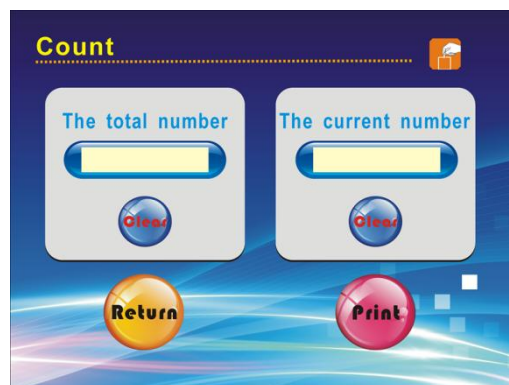 Count
The total number
The current number
Clear
Clear
Return
Print